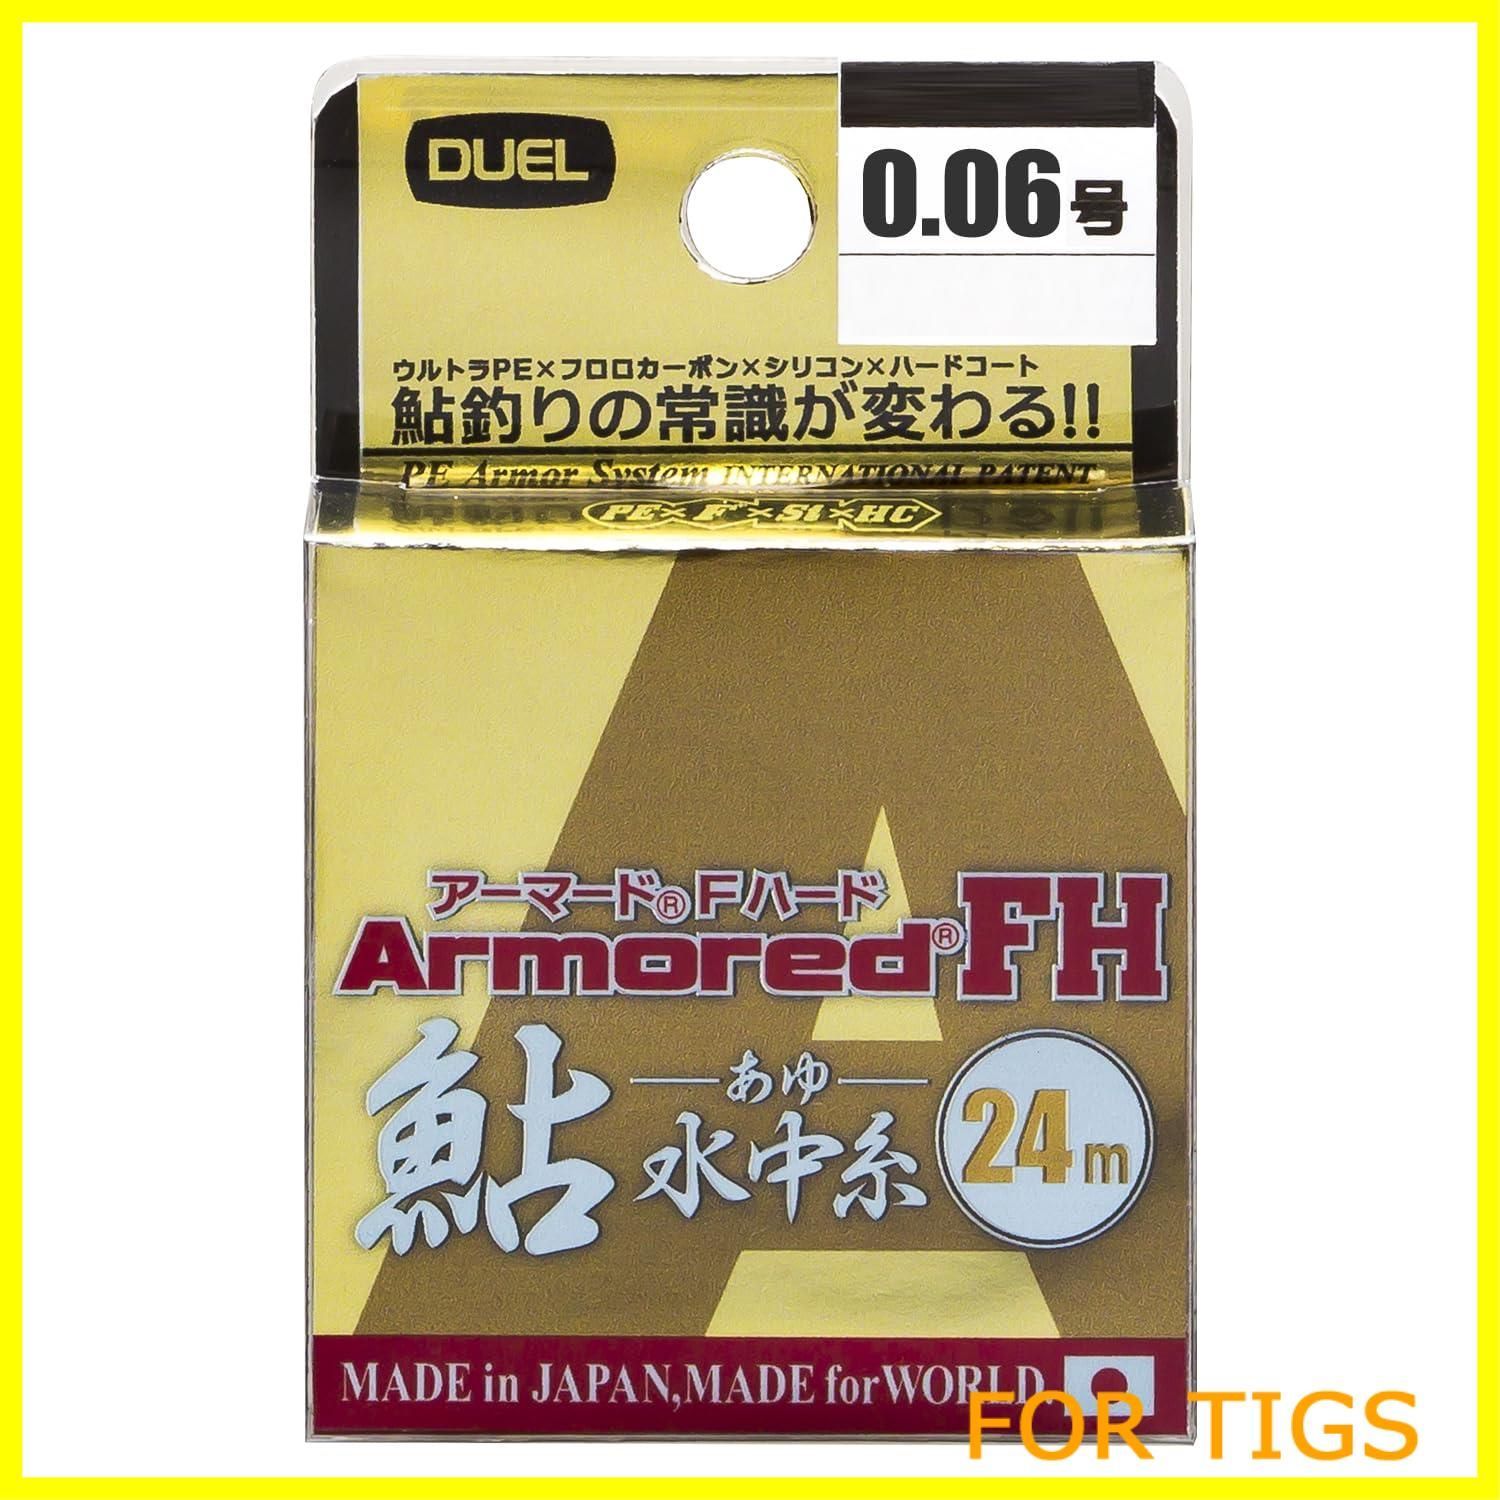 DUEL
0.06号
ウルトラPE×フロロカーボン×シリコン×ハードコート
鮎釣りの常識が変わる!!
PE Armor System INTERNATIONAL PATENT
PE×F×Si×HC
アーマード®Fハード
Armored®FH
鮎
あゆ
水中糸
24m
MADE in JAPAN,MADE for WORLD
FOR TIGS